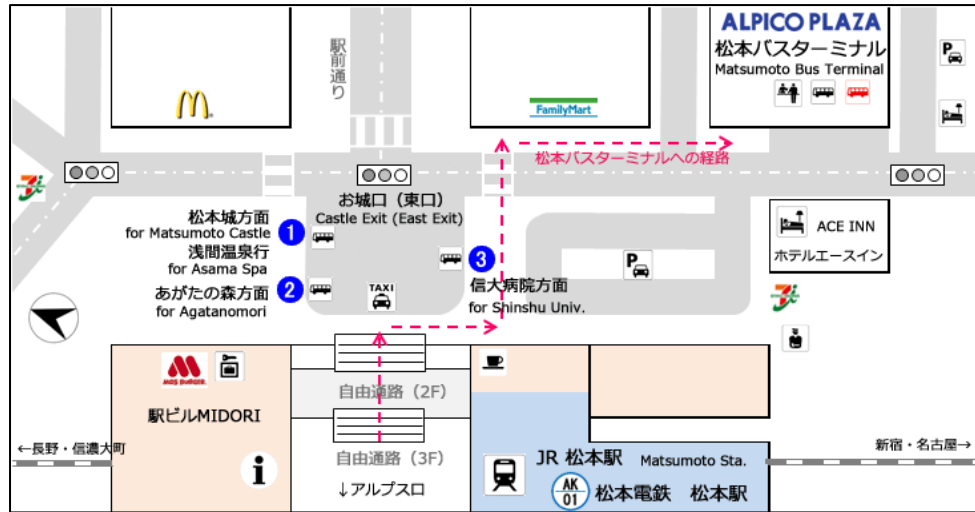 ALPICO PLAZA
松本バスターミナル
Matsumoto Bus Terminal
駅前通り
FamilyMart
P
松本バスターミナルへの経路
お城口（東口）
Castle Exit (East Exit)
松本城方面
for Matsumoto Castle
1
浅間温泉行
for Asama Spa
あがたの森方面
for Agatanomori
2
TAXI
3
信大病院方面
for Shinshu Univ.
P
ACE INN
ホテルエースイン
MOS BURGER
駅ビルMIDORI
自由通路（2F）
自由通路（3F）
↓アルプス口
←長野・信濃大町
新宿・名古屋→
JR 松本駅 Matsumoto Sta.
AK
01
松本電鉄 松本駅